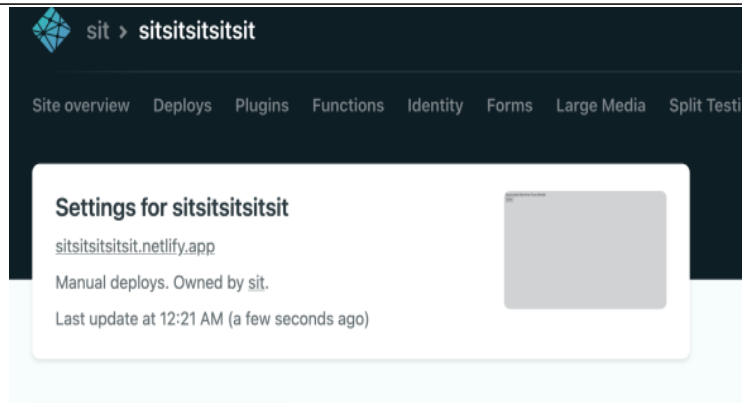 sit > sitsitsitsitsit
Site overview Deploys Plugins Functions Identity Forms Large Media Split Testi
Settings for sitsitsitsitsit
sitsitsitsitsit.netlify.app
Manual deploys. Owned by sit.
Last update at 12:21 AM (a few seconds ago)